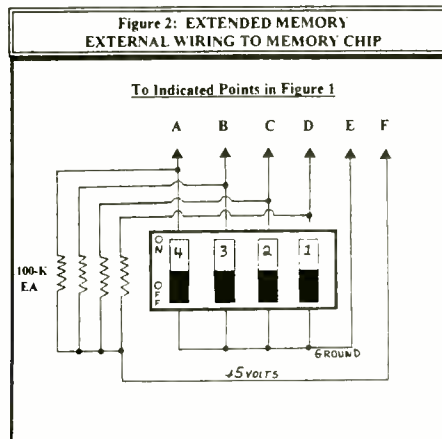 Figure 2: EXTENDED MEMORY
EXTERNAL WIRING TO MEMORY CHIP
To Indicated Points in Figure 1
A B C D E F
ON 4 3 2 1
100-K
EA
OFF
GROUND
+5 VOLTS